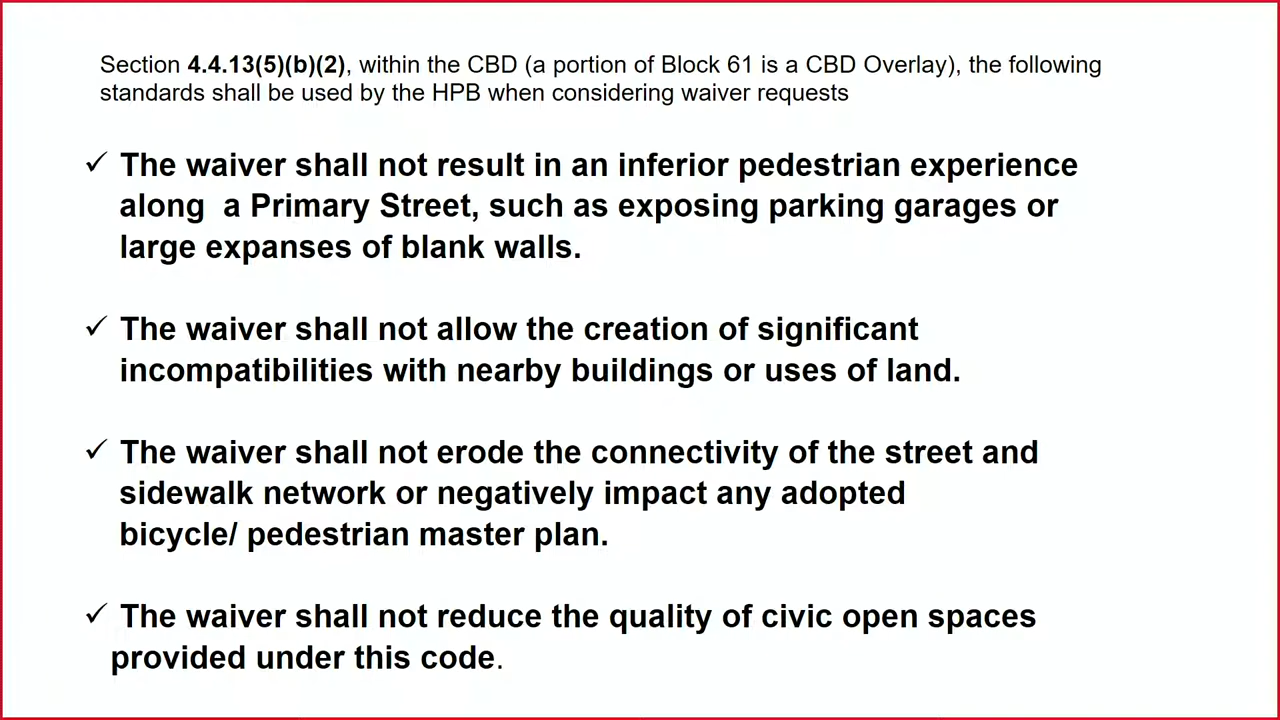 Section 4.4.13(5)(b)(2), within the CBD (a portion of Block 61 is a CBD Overlay), the following
standards shall be used by the HPB when considering waiver requests
✓ The waiver shall not result in an inferior pedestrian experience
along a Primary Street, such as exposing parking garages or
large expanses of blank walls.
✓ The waiver shall not allow the creation of significant
incompatibilities with nearby buildings or uses of land.
✓ The waiver shall not erode the connectivity of the street and
sidewalk network or negatively impact any adopted
bicycle/ pedestrian master plan.
✓ The waiver shall not reduce the quality of civic open spaces
provided under this code.